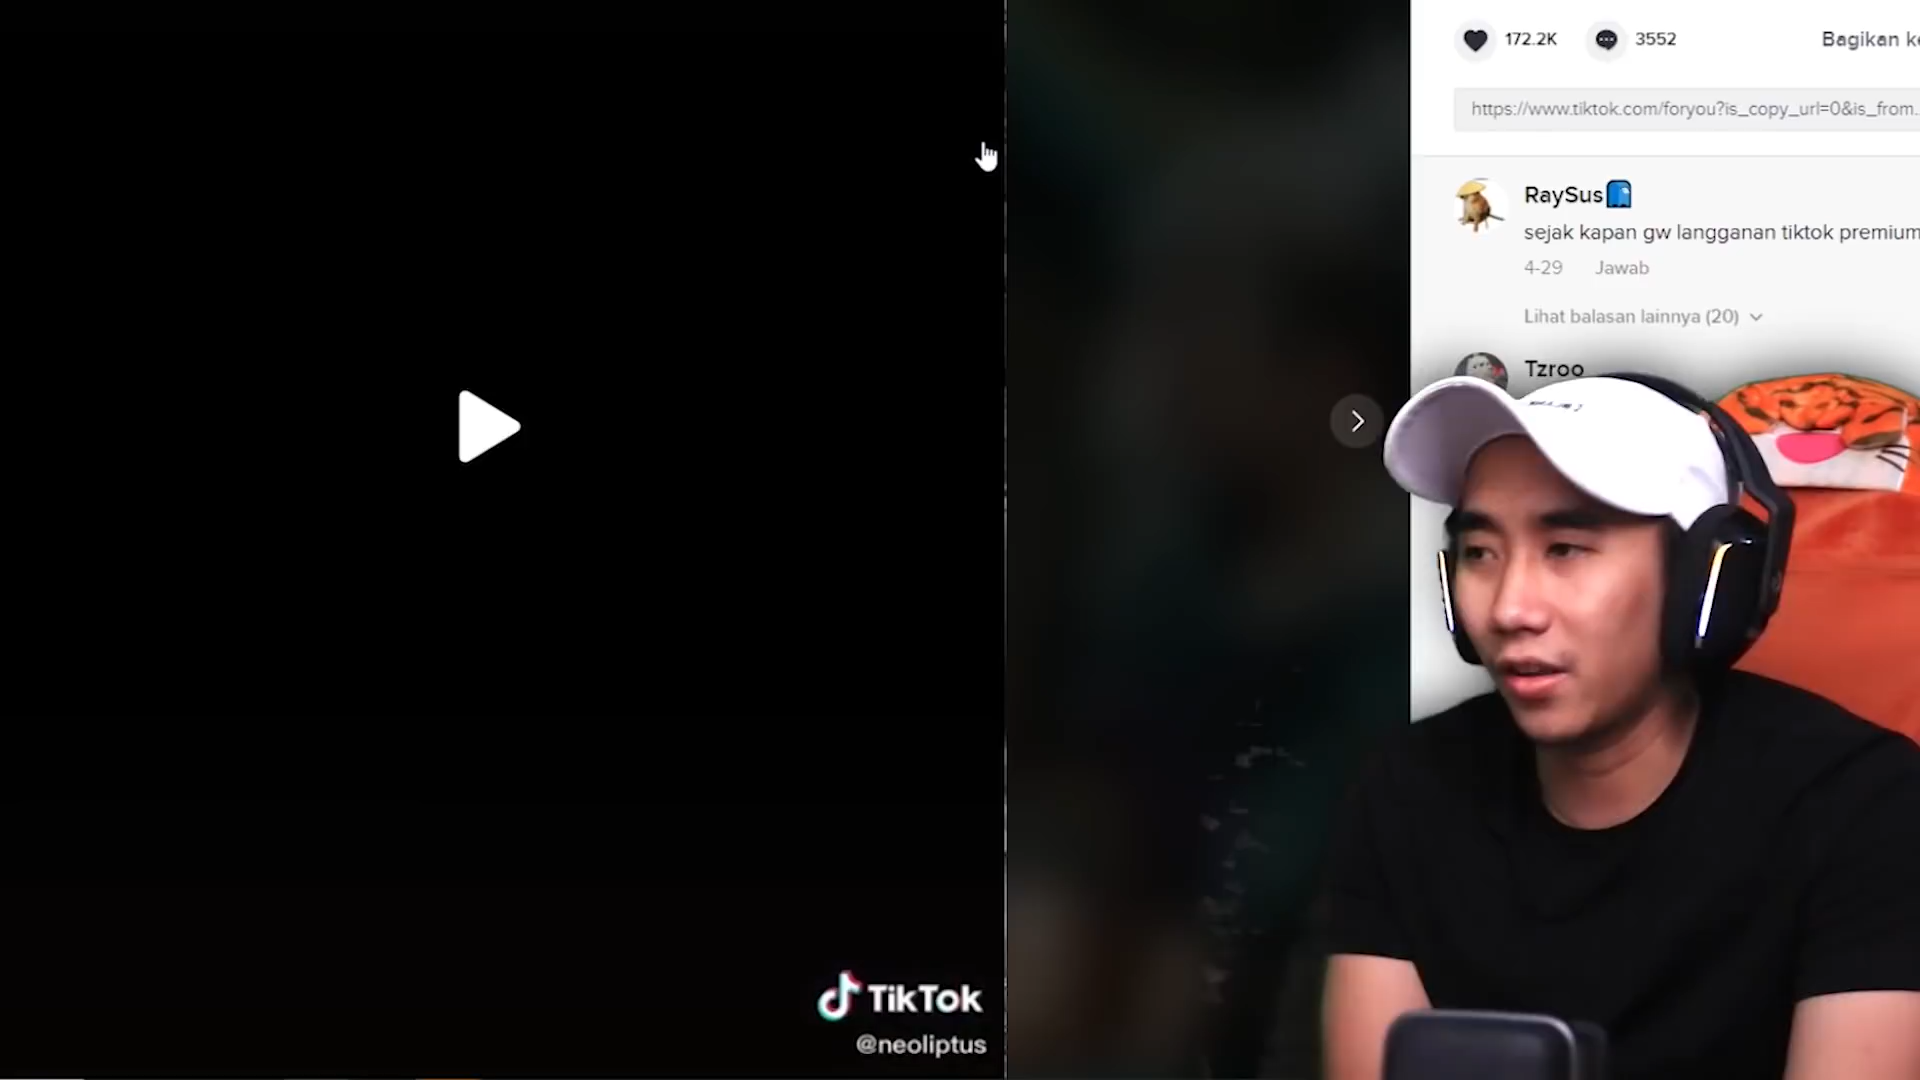 172.2K
3552
Bagikan ke
https://www.tiktok.com/foryou?is_copy_url=0&is_from...
RaySus
sejak kapan gw langganan tiktok premium
4-29
Jawab
Lihat balasan lainnya (20)
Tzroo
TikTok
@neoliptus